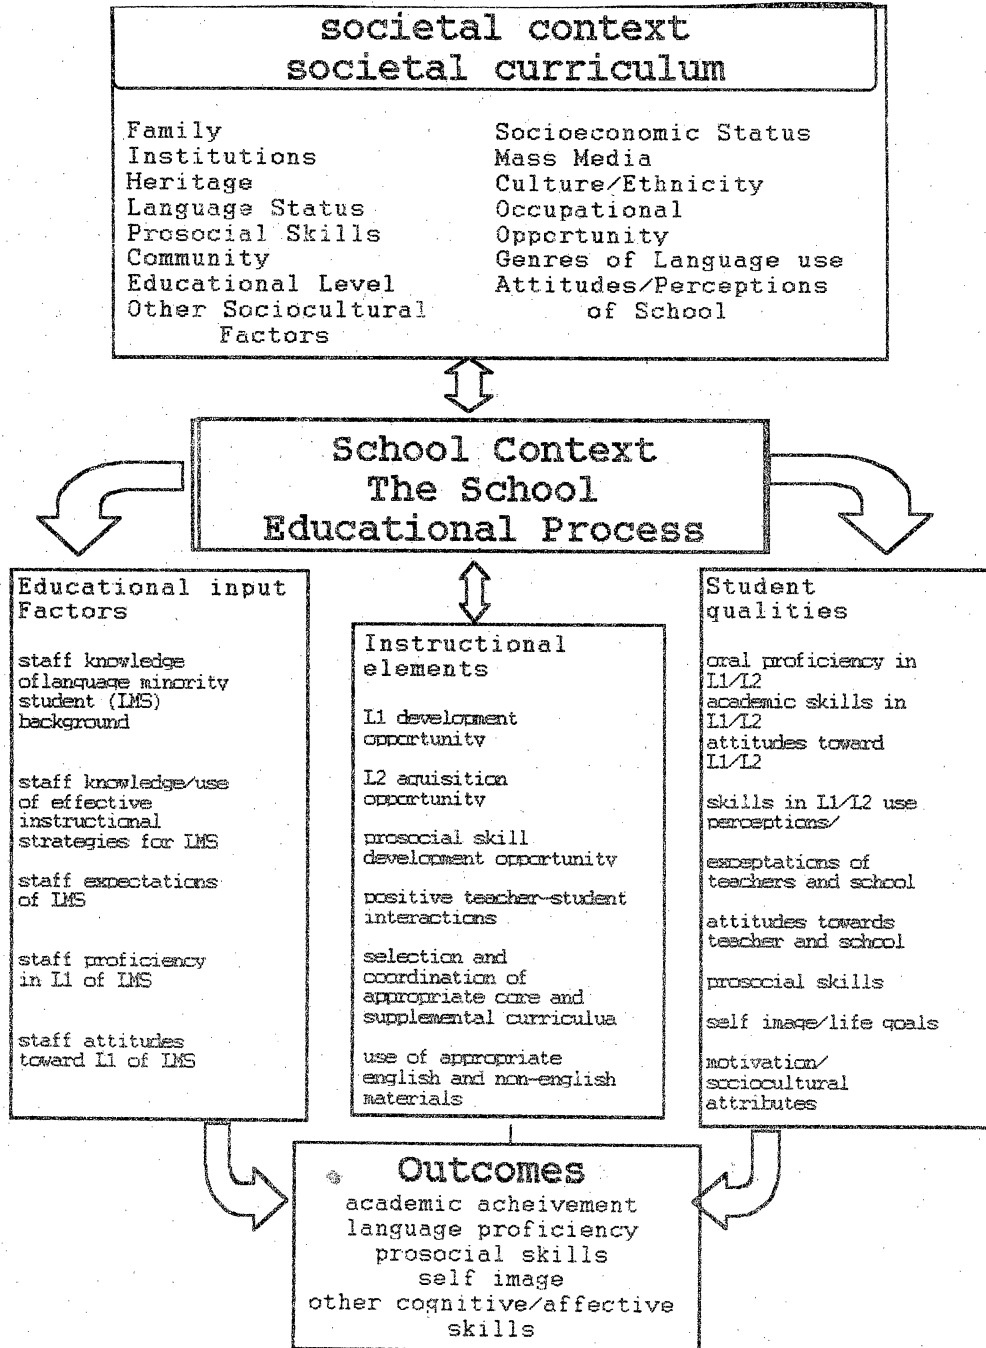 societal context
societal curriculum
Family
Institutions
Heritage
Language Status
Prosocial Skills
Community
Educational Level
Other Sociocultural
Factors
Socioeconomic Status
Mass Media
Culture/Ethnicity
Occupational
Opportunity
Genres of Language use
Attitudes/Perceptions
of School
School Context
The School
Educational Process
Educational input
Factors
staff knowledge
oflanguage minority
student (LMS)
background
staff knowledge/use
of effective
instructional
strategies for LMS
staff expectations
of LMS
staff proficiency
in L1 of LMS
staff attitudes
toward L1 of LMS
Instructional
elements
L1 development
opportunity
L2 aquisition
opportunity
prosocial skill
development opportunity
positive teacher-student
interactions
selection and
coordination of
appropriate core and
supplemental curriculua
use of appropriate
english and non-english
materials
Student
qualities
oral proficiency in
L1/L2
academic skills in
L1/L2
attitudes toward
L1/L2
skills in L1/L2 use
perceptions/
exceptations of
teachers and school
attitudes towards
teacher and school
prosocial skills
self image/life goals
motivation/
sociocultural
attributes
Outcomes
academic acheivement
language proficiency
prosocial skills
self image
other cognitive/affective
skills